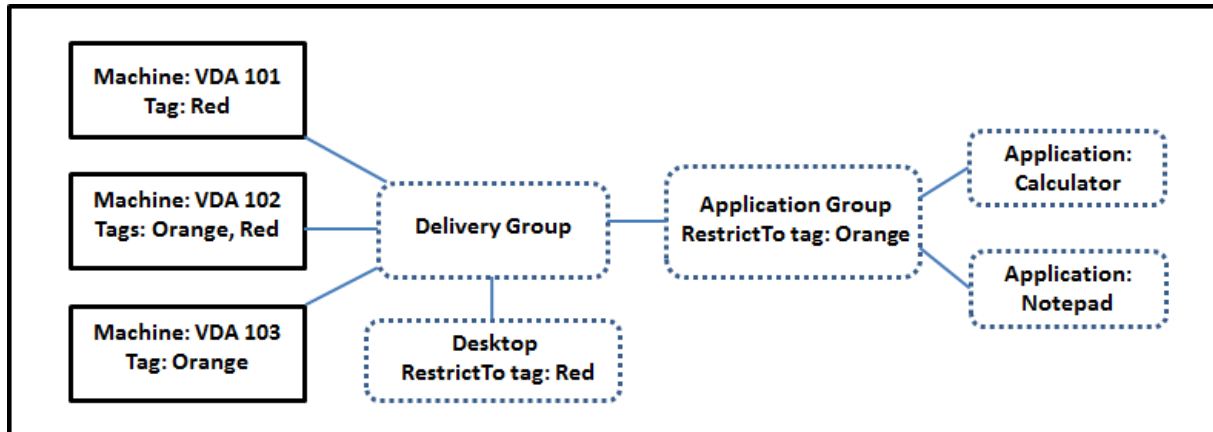 Machine: VDA 101
Tag: Red
Machine: VDA 102
Tags: Orange, Red
Machine: VDA 103
Tag: Orange
Delivery Group
Desktop
RestrictTo tag: Red
Application Group
RestrictTo tag: Orange
Application:
Calculator
Application:
Notepad